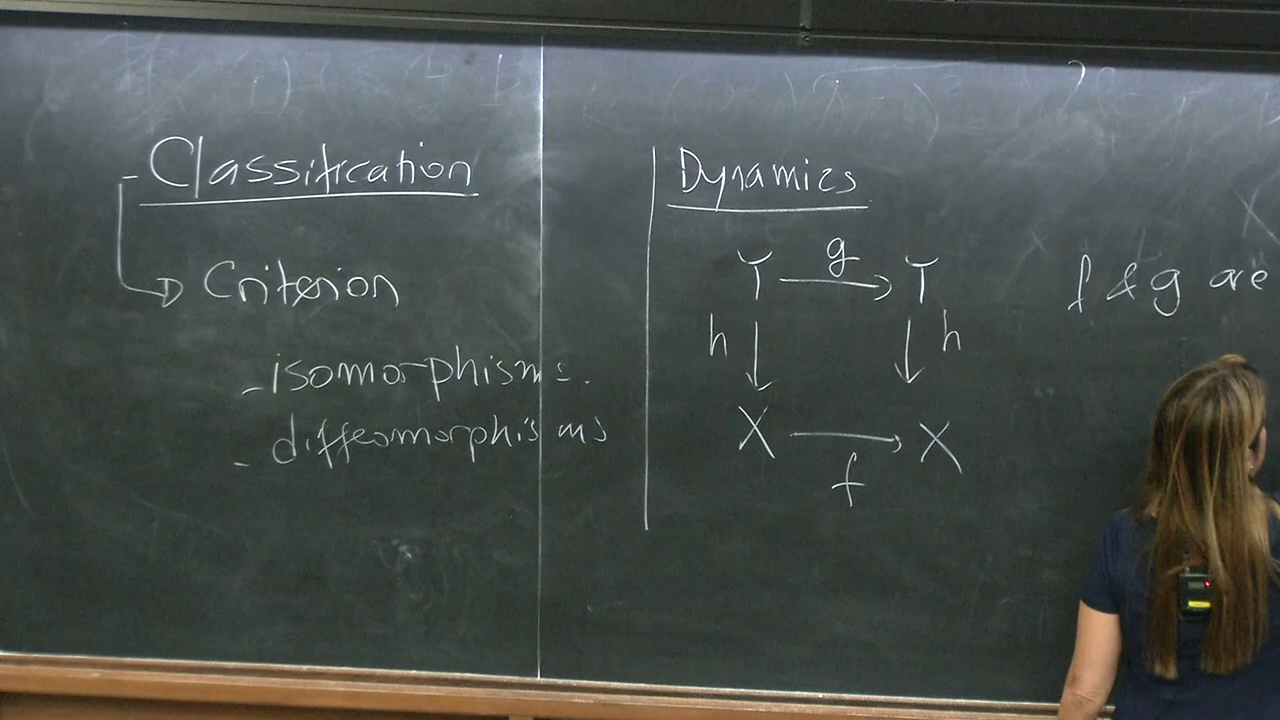 - Classification
Criterion
- isomorphisms.
- diffeomorphisms
Dynamics
Y g Y
h h
X X
f
f & g are